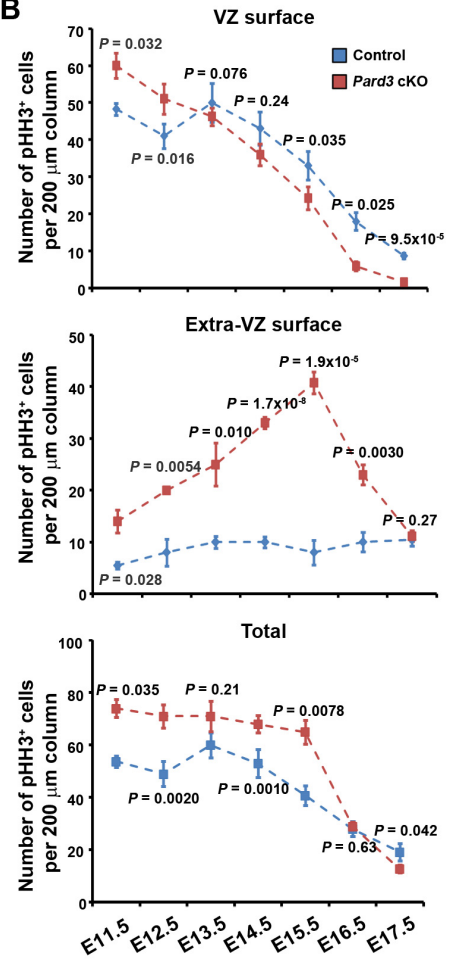 B
VZ surface
Number of pHH3⁺ cells
per 200 μm column
70
60
50
40
30
20
10
0
P = 0.032
P = 0.016
P = 0.076
P = 0.24
P = 0.035
P = 0.025
P = 9.5x10⁻⁵
Control
Pard3 cKO
Extra-VZ surface
Number of pHH3⁺ cells
per 200 μm column
50
40
30
20
10
0
P = 0.028
P = 0.0054
P = 0.010
P = 1.7x10⁻⁸
P = 1.9x10⁻⁵
P = 0.0030
P = 0.27
Total
Number of pHH3⁺ cells
per 200 μm column
100
80
60
40
20
0
P = 0.035
P = 0.0020
P = 0.21
P = 0.0010
P = 0.0078
P = 0.63
P = 0.042
E11.5 E12.5 E13.5 E14.5 E15.5 E16.5 E17.5